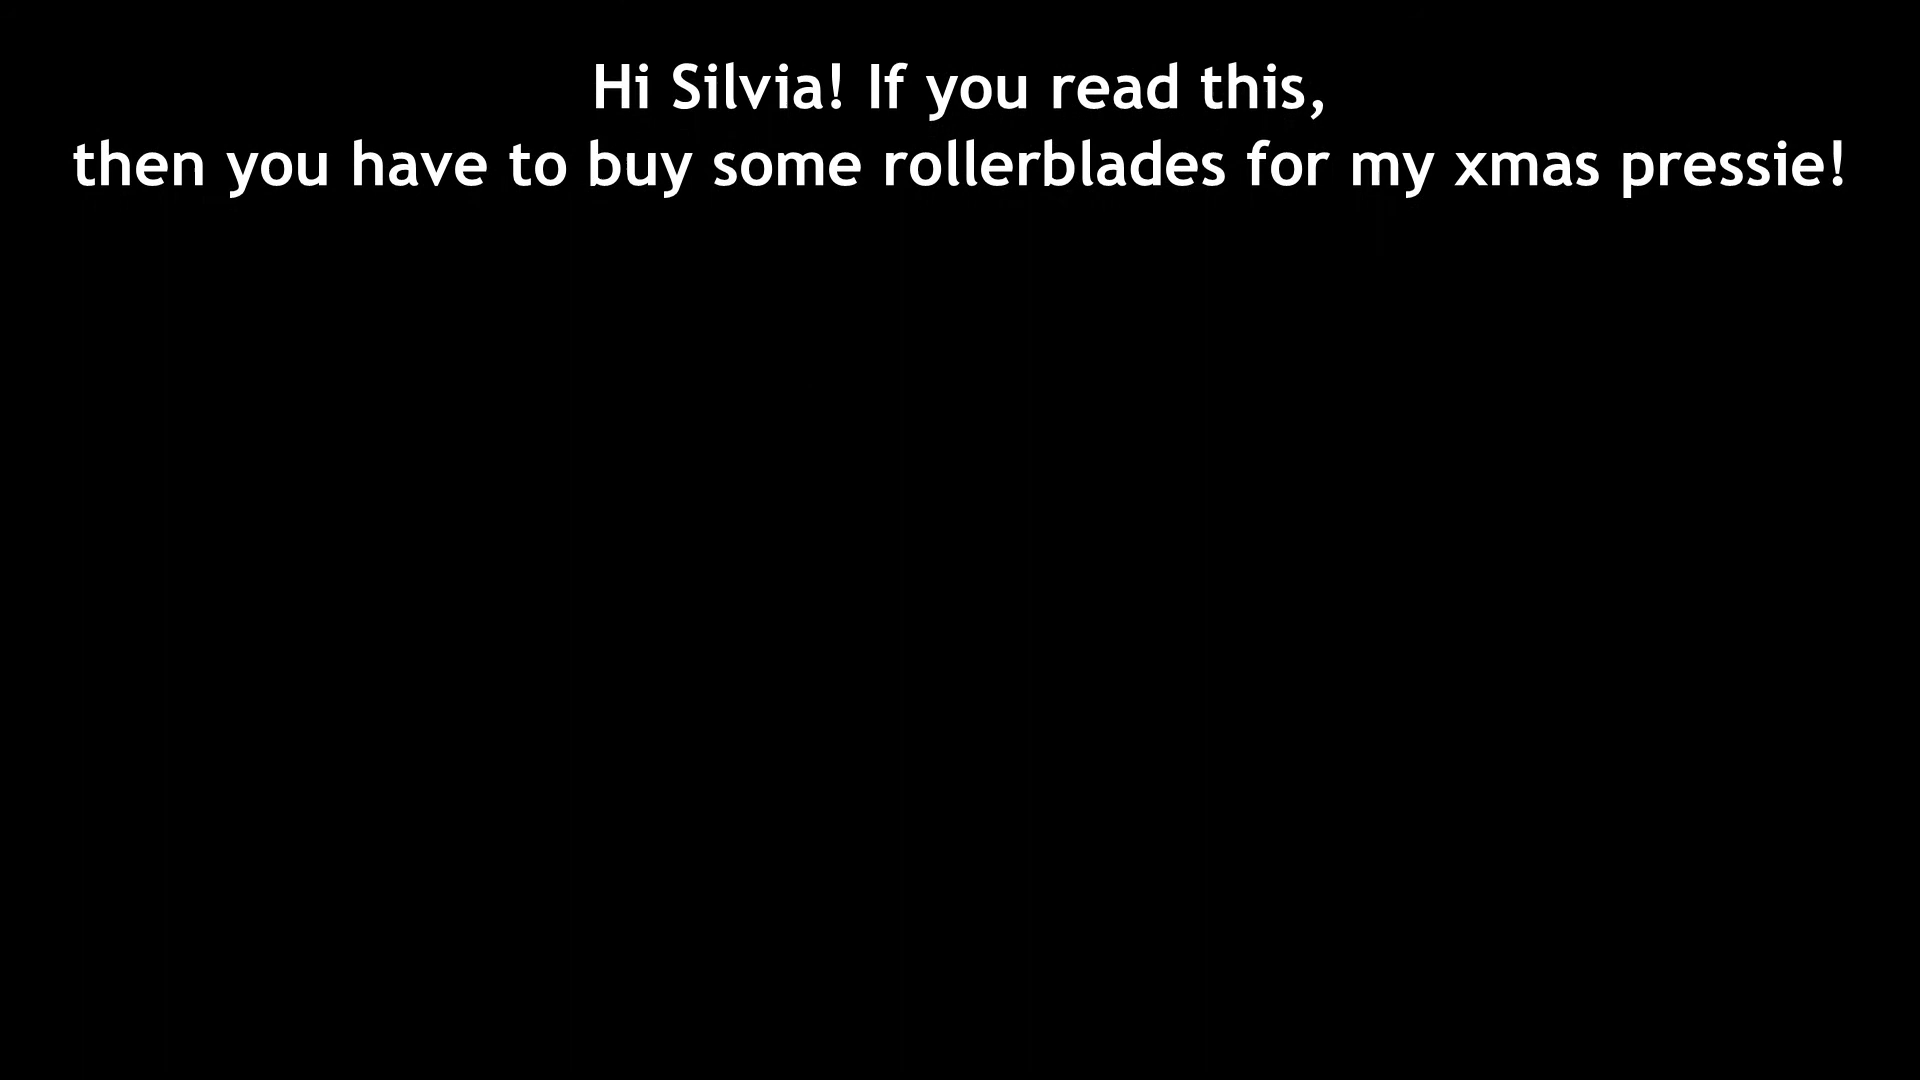 Hi Silvia! If you read this,
then you have to buy some rollerblades for my xmas pressie!